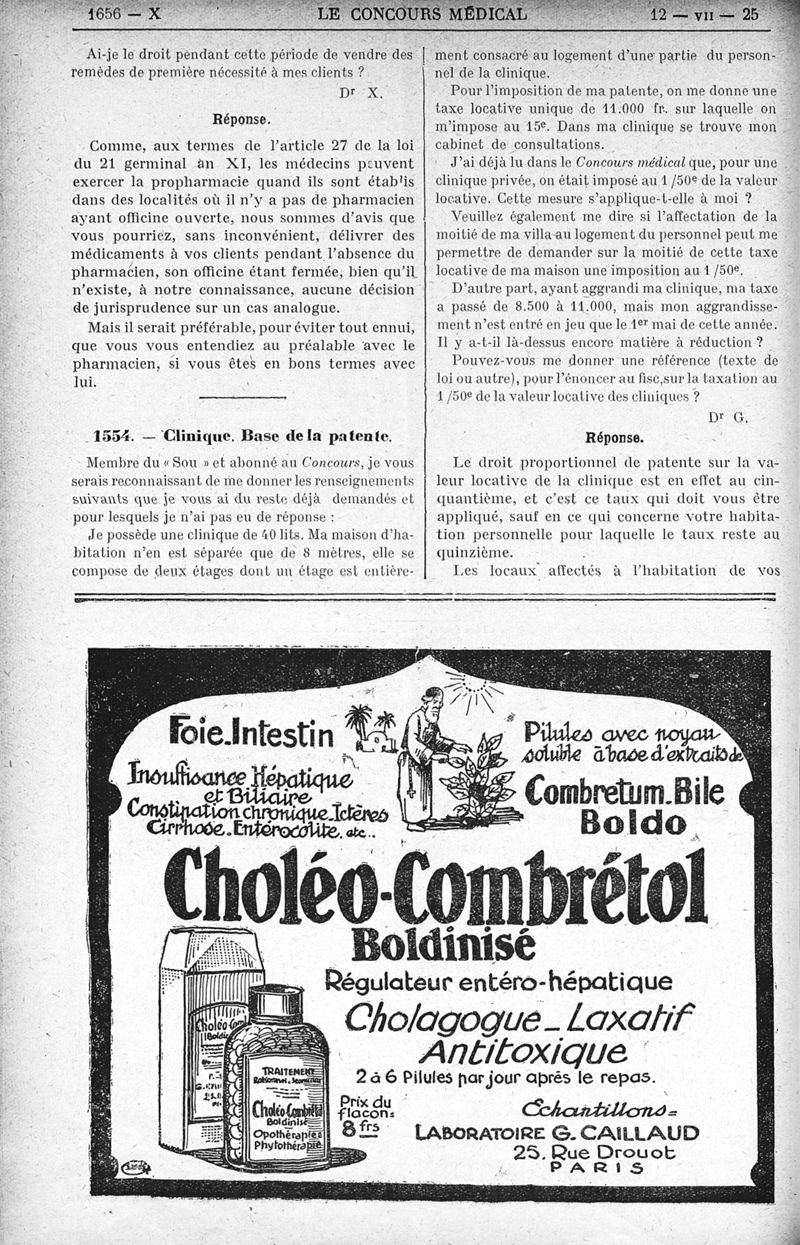 1656 — X
LE CONCOURS MÉDICAL
12 — VII — 25
Ai-je le droit pendant cette période de vendre des
remèdes de première nécessité à mes clients ?
Dr X.
Réponse.
Comme, aux termes de l'article 27 de la loi
du 21 germinal an XI, les médecins peuvent
exercer la propharmacie quand ils sont établis
dans des localités où il n'y a pas de pharmacien
ayant officine ouverte, nous sommes d'avis que
vous pourriez, sans inconvénient, délivrer des
médicaments à vos clients pendant l'absence du
pharmacien, son officine étant fermée, bien qu'il
n'existe, à notre connaissance, aucune décision
de jurisprudence sur un cas analogue.
Mais il serait préférable, pour éviter tout ennui,
que vous vous entendiez au préalable avec le
pharmacien, si vous êtes en bons termes avec
lui.
1554. — Clinique. Base de la patente.
Membre du « Sou » et abonné au Concours, je vous
serais reconnaissant de me donner les renseignements
suivants que je vous ai du reste déjà demandés et
pour lesquels je n'ai pas eu de réponse :
Je possède une clinique de 40 lits. Ma maison d'ha-
bitation n'en est séparée que de 8 mètres, elle se
compose de deux étages dont un étage est entière-
ment consacré au logement d'une partie du person-
nel de la clinique.
Pour l'imposition de ma patente, on me donne une
taxe locative unique de 11.000 fr. sur laquelle on
m'impose au 15e. Dans ma clinique se trouve mon
cabinet de consultations.
J'ai déjà lu dans le Concours médical que, pour une
clinique privée, on était imposé au 1/50e de la valeur
locative. Cette mesure s'applique-t-elle à moi ?
Veuillez également me dire si l'affectation de la
moitié de ma villa au logement du personnel peut me
permettre de demander sur la moitié de cette taxe
locative de ma maison une imposition au 1/50e.
D'autre part, ayant aggrandi ma clinique, ma taxe
a passé de 8.500 à 11.000, mais mon aggrandisse-
ment n'est entré en jeu que le 1er mai de cette année.
Il y a-t-il là-dessus encore matière à réduction ?
Pouvez-vous me donner une référence (texte de
loi ou autre), pour l'énoncer au fisc, sur la taxation au
1/50e de la valeur locative des cliniques ?
Dr G.
Réponse.
Le droit proportionnel de patente sur la va-
leur locative de la clinique est en effet au cin-
quantième, et c'est ce taux qui doit vous être
appliqué, sauf en ce qui concerne votre habita-
tion personnelle pour laquelle le taux reste au
quinzième.
Les locaux affectés à l'habitation de vos
Foie.Intestin
Insuffisance Hépatique
et Biliaire
Constipation chronique.Ictères
Cirrhose.Entérocolite.etc..
Pilules avec noyau
soluble à base d'extraits de
Combretum.Bile
Boldo
Choléo-Combrétol
Boldinisé
Régulateur entéro-hépatique
Cholagogue _ Laxatif
Antitoxique
2 à 6 Pilules par jour après le repas.
Prix du
flacon=
8 frs
Échantillons=
LABORATOIRE G. CAILLAUD
25. Rue Drouot
PARIS
Choléo Com
TRAITEMENT
Choléo-Combrétol
Boldinisé
Opothérapie
Phytothérapie